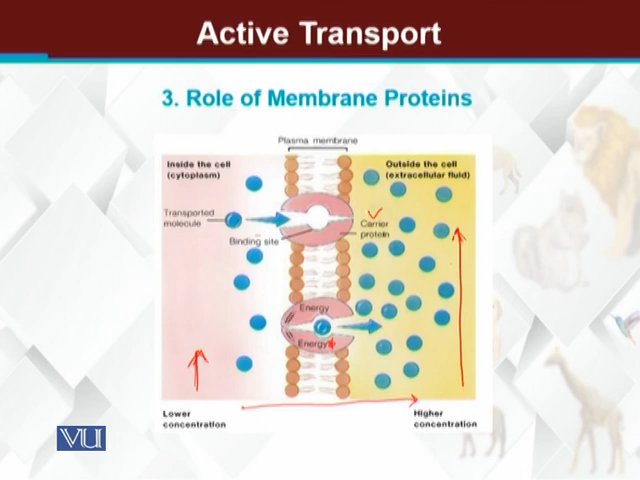 Active Transport
3. Role of Membrane Proteins
Plasma membrane
Inside the cell
(cytoplasm)
Outside the cell
(extracellular fluid)
Transported
molecule
Carrier
protein
Binding site
Energy
Energy
Lower
concentration
Higher
concentration
VU